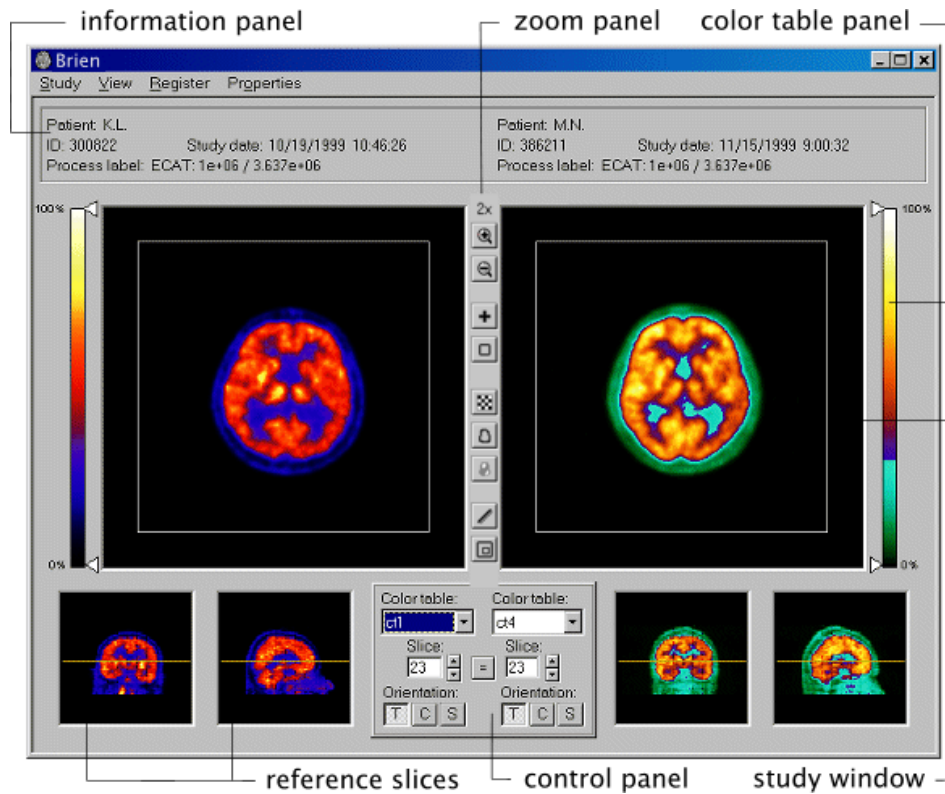 information panel
zoom panel
color table panel
Brien
Study View Register Properties
Patient: K.L.
ID: 300822 Study date: 10/19/1999 10:46:26
Process label: ECAT: 1e+06 / 3.637e+06
Patient: M.N.
ID: 386211 Study date: 11/15/1999 9:00:32
Process label: ECAT: 1e+06 / 3.637e+06
100%
2x
100%
0%
0%
Color table: Color table:
ct1 ct4
Slice: Slice:
23 = 23
Orientation: Orientation:
T C S T C S
reference slices
control panel
study window